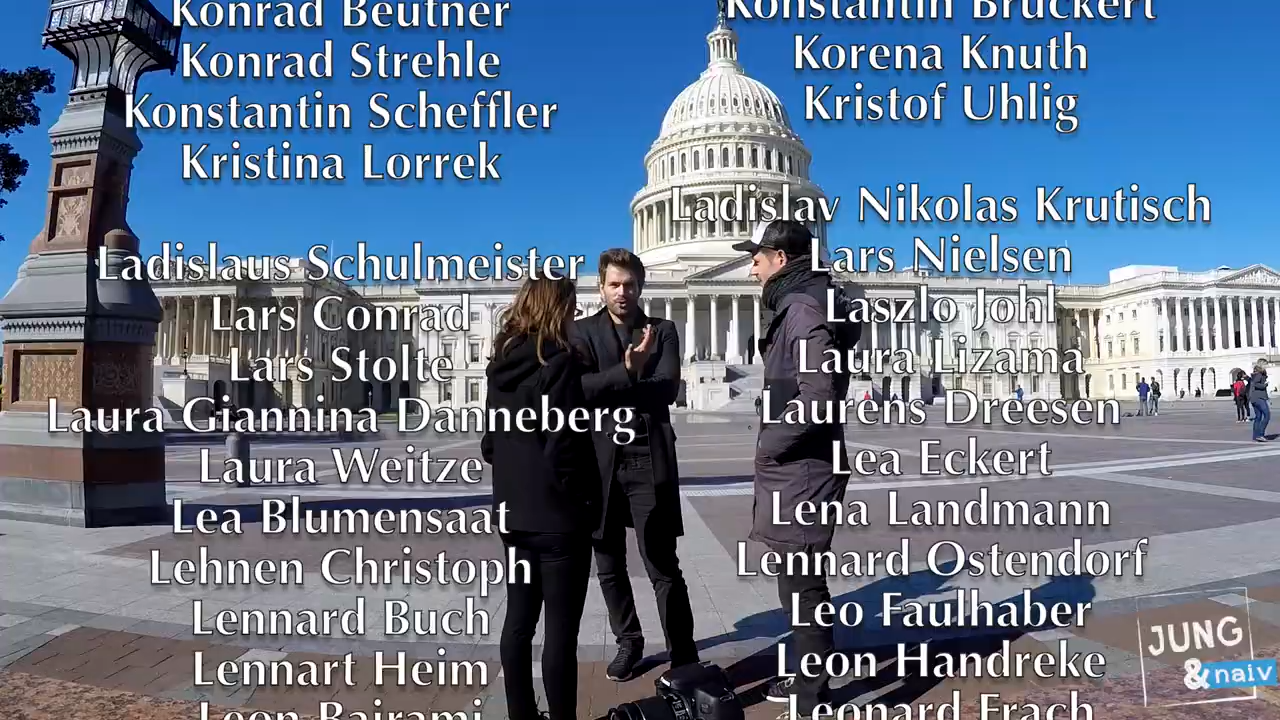 Konrad Beutner
Konrad Strehle
Konstantin Scheffler
Kristina Lorrek
Ladislaus Schulmeister
Lars Conrad
Lars Stolte
Laura Giannina Danneberg
Laura Weitze
Lea Blumensaat
Lehnen Christoph
Lennard Buch
Lennart Heim
Leon Bajrami
Konstantin Bruckert
Korena Knuth
Kristof Uhlig
Ladislav Nikolas Krutisch
Lars Nielsen
Laszlo Johl
Laura Lizama
Laurens Dreesen
Lea Eckert
Lena Landmann
Lennard Ostendorf
Leo Faulhaber
Leon Handreke
Leonard Frach
JUNG
&naiv